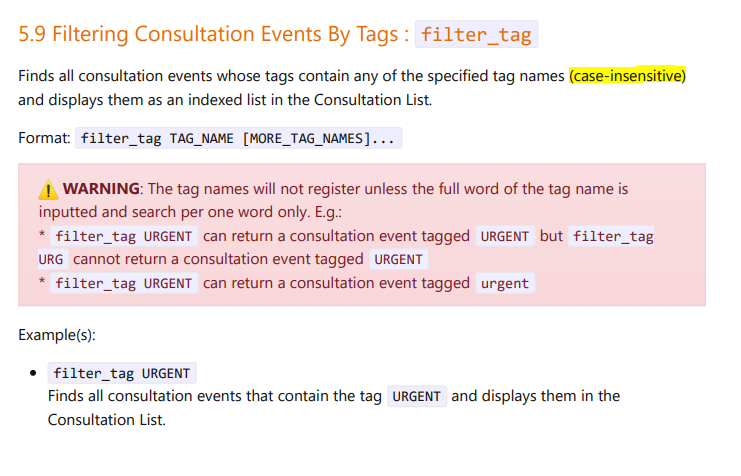 5.9 Filtering Consultation Events By Tags : filter_tag
Finds all consultation events whose tags contain any of the specified tag names (case-insensitive)
and displays them as an indexed list in the Consultation List.
Format: filter_tag TAG_NAME [MORE_TAG_NAMES]...
⚠️ WARNING: The tag names will not register unless the full word of the tag name is
inputted and search per one word only. E.g.:
* filter_tag URGENT can return a consultation event tagged URGENT but filter_tag
URG cannot return a consultation event tagged URGENT
* filter_tag URGENT can return a consultation event tagged urgent
Example(s):
• filter_tag URGENT
Finds all consultation events that contain the tag URGENT and displays them in the
Consultation List.